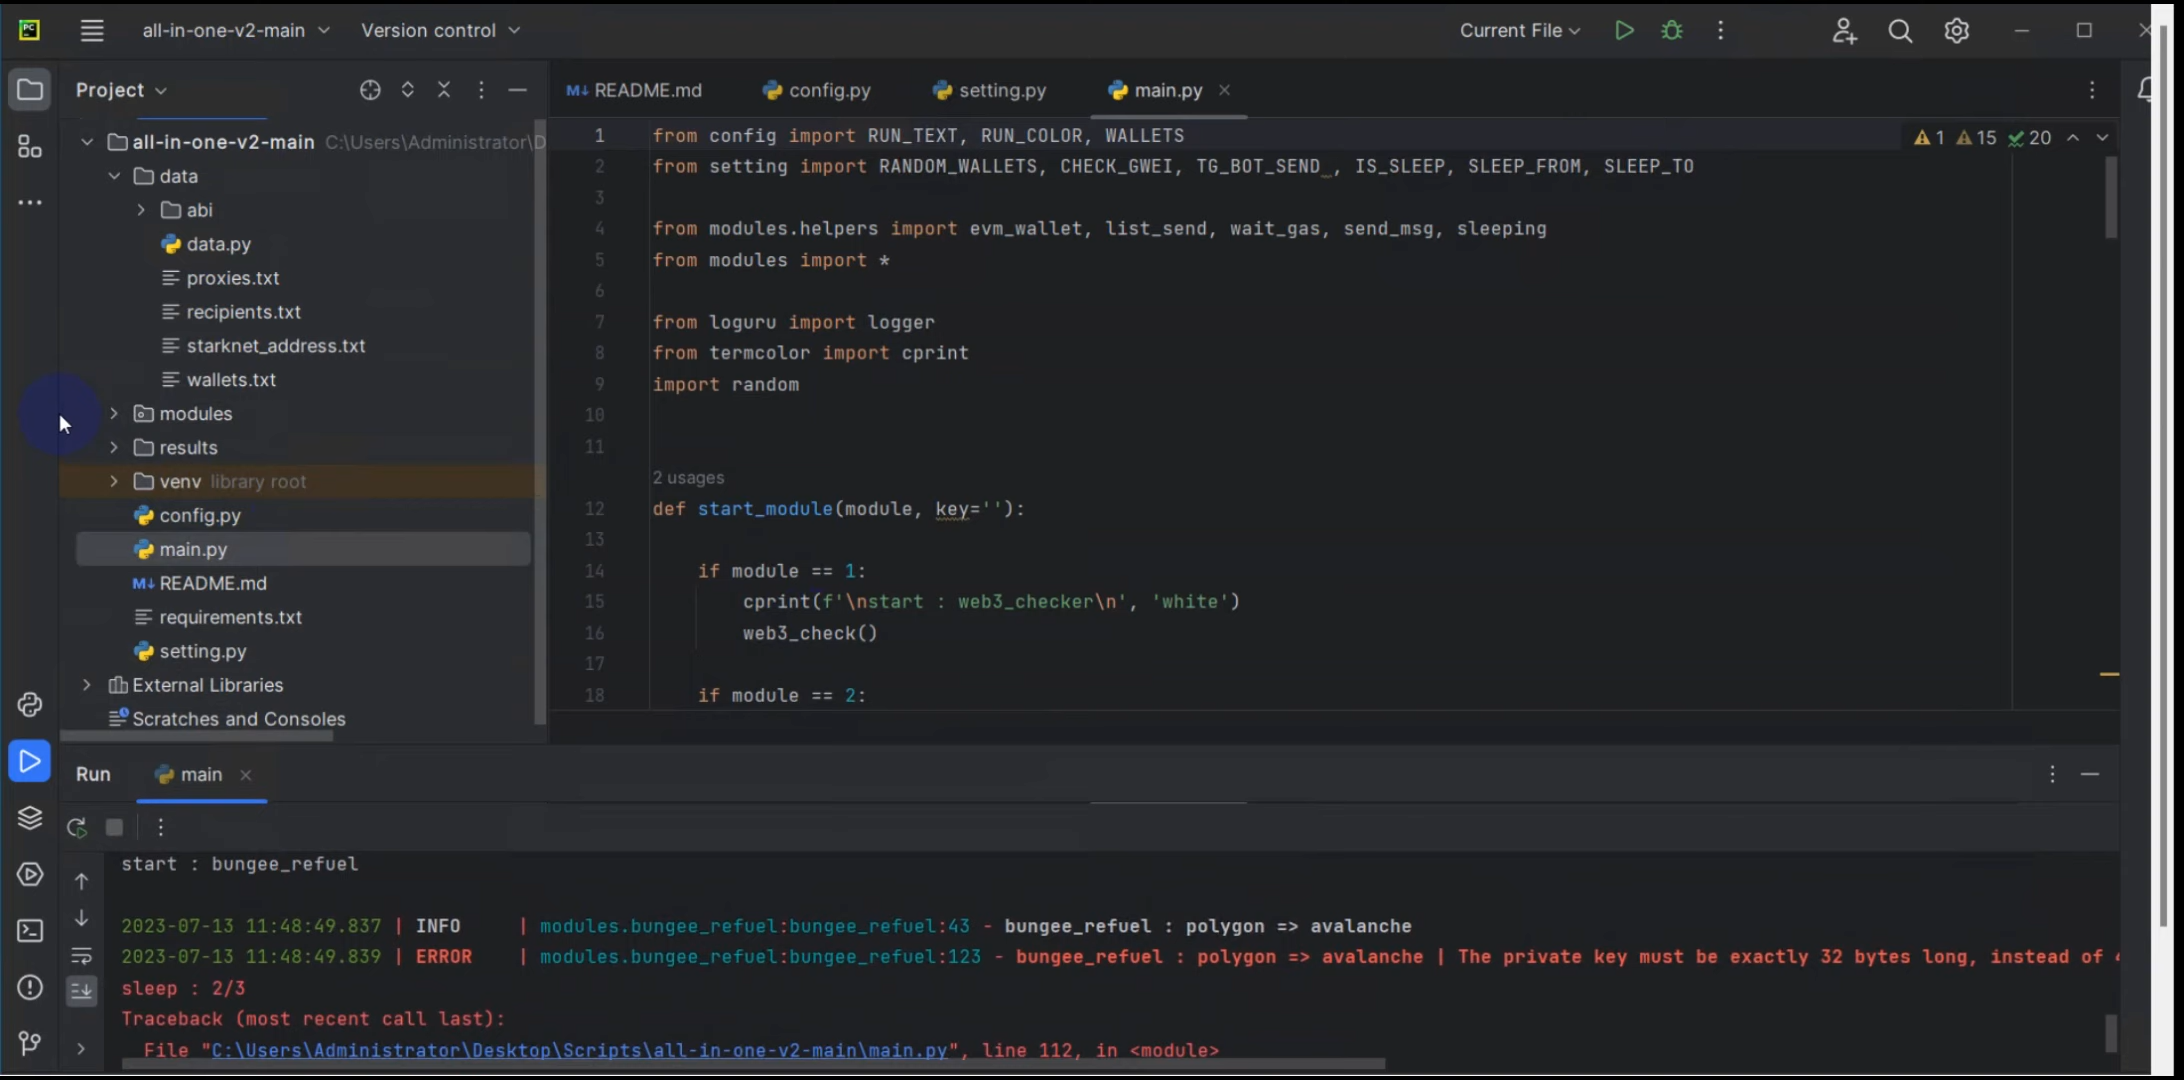 PC
all-in-one-v2-main
Version control
Current File
Project
README.md
config.py
setting.py
main.py
all-in-one-v2-main C:\Users\Administrator\D
data
abi
data.py
proxies.txt
recipients.txt
starknet_address.txt
wallets.txt
modules
results
venv library root
config.py
main.py
README.md
requirements.txt
setting.py
External Libraries
Scratches and Consoles
1 from config import RUN_TEXT, RUN_COLOR, WALLETS
1 15 20
2 from setting import RANDOM_WALLETS, CHECK_GWEI, TG_BOT_SEND_, IS_SLEEP, SLEEP_FROM, SLEEP_TO
3
4 from modules.helpers import evm_wallet, list_send, wait_gas, send_msg, sleeping
5 from modules import *
6
7 from loguru import logger
8 from termcolor import cprint
9 import random
10
11
2 usages
12 def start_module(module, key=''):
13
14 if module == 1:
15 cprint(f'\nstart : web3_checker\n', 'white')
16 web3_check()
17
18 if module == 2:
Run main
start : bungee_refuel
2023-07-13 11:48:49.837 | INFO | modules.bungee_refuel:bungee_refuel:43 - bungee_refuel : polygon => avalanche
2023-07-13 11:48:49.839 | ERROR | modules.bungee_refuel:bungee_refuel:123 - bungee_refuel : polygon => avalanche | The private key must be exactly 32 bytes long, instead of
sleep : 2/3
Traceback (most recent call last):
File "C:\Users\Administrator\Desktop\Scripts\all-in-one-v2-main\main.py", line 112, in <module>